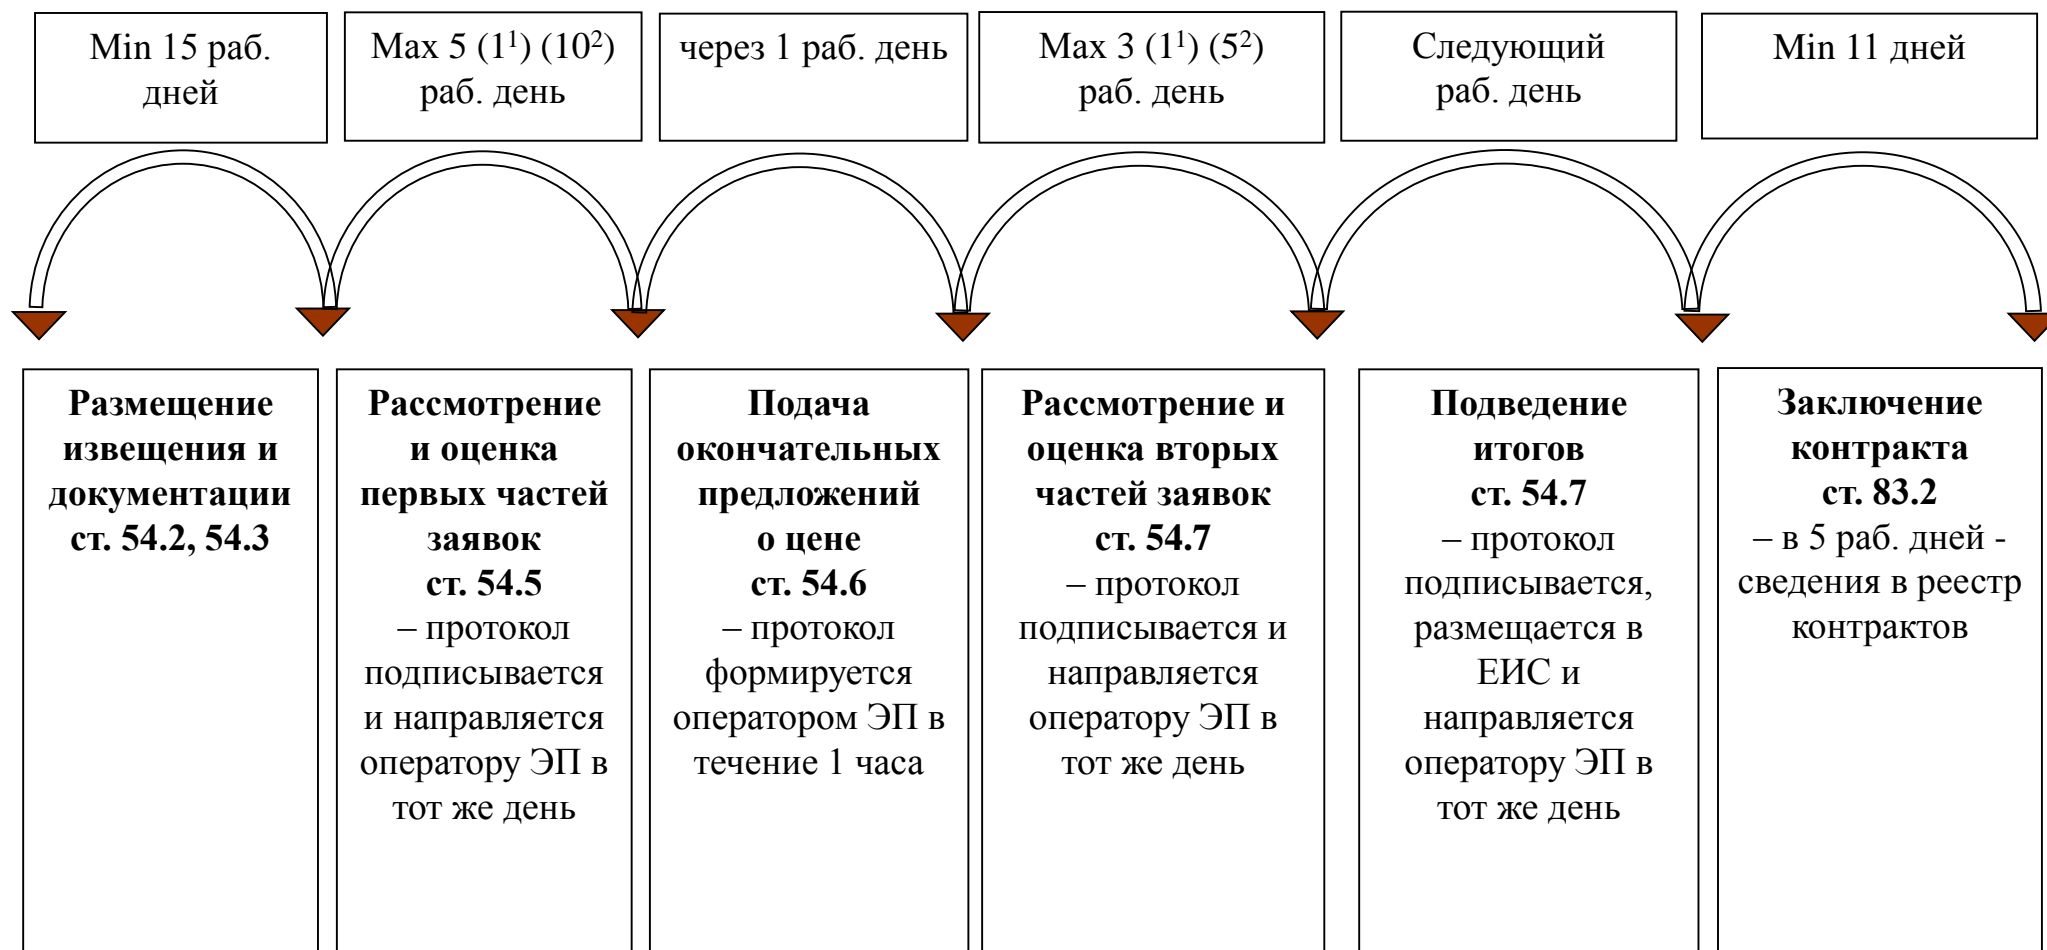 Min 15 раб.
дней
Max 5 (1¹) (10²)
раб. день
через 1 раб. день
Max 3 (1¹) (5²)
раб. день
Следующий
раб. день
Min 11 дней
Размещение
извещения и
документации
ст. 54.2, 54.3
Рассмотрение
и оценка
первых частей
заявок
ст. 54.5
– протокол
подписывается
и направляется
оператору ЭП в
тот же день
Подача
окончательных
предложений
о цене
ст. 54.6
– протокол
формируется
оператором ЭП в
течение 1 часа
Рассмотрение и
оценка вторых
частей заявок
ст. 54.7
– протокол
подписывается и
направляется
оператору ЭП в
тот же день
Подведение
итогов
ст. 54.7
– протокол
подписывается,
размещается в
ЕИС и
направляется
оператору ЭП в
тот же день
Заключение
контракта
ст. 83.2
– в 5 раб. дней -
сведения в реестр
контрактов